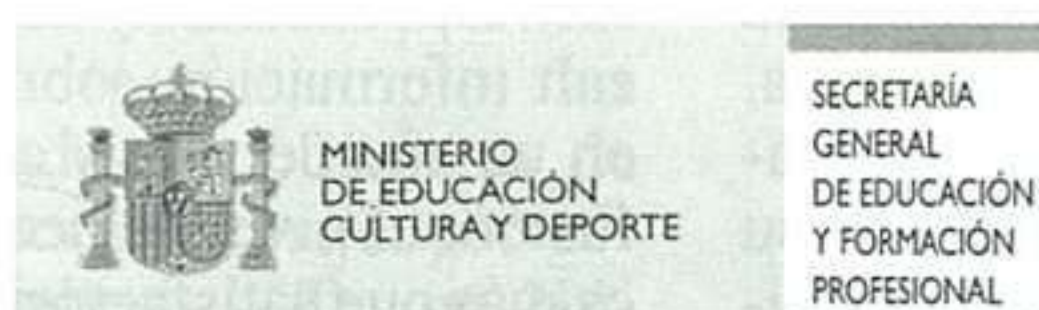 MINISTERIO
DE EDUCACIÓN
CULTURA Y DEPORTE
SECRETARÍA
GENERAL
DE EDUCACIÓN
Y FORMACIÓN
PROFESIONAL